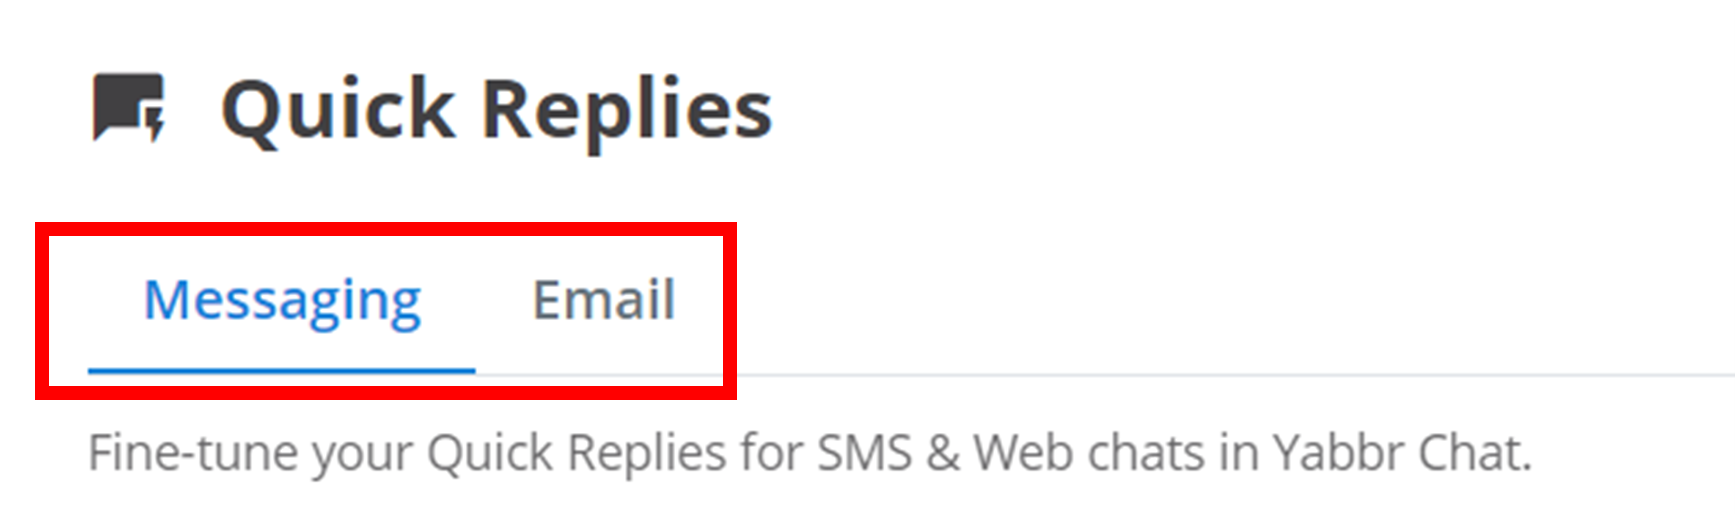 Quick Replies
Messaging Email
Fine-tune your Quick Replies for SMS & Web chats in Yabbr Chat.